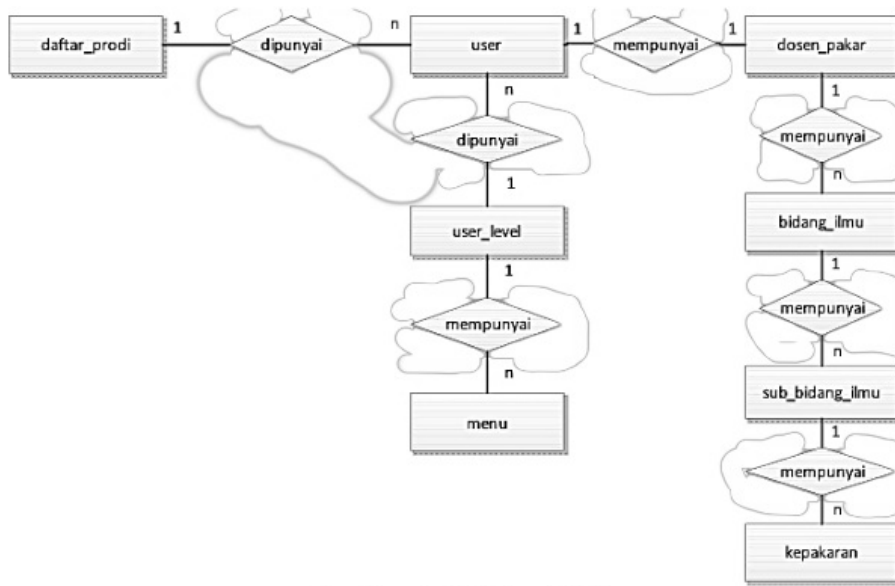 daftar_prodi 1 dipunyai n user 1 mempunyai 1 dosen_pakar
n 1
dipunyai mempunyai
1 n
user_level bidang_ilmu
1 1
mempunyai mempunyai
n n
menu sub_bidang_ilmu
1
mempunyai
n
kepakaran